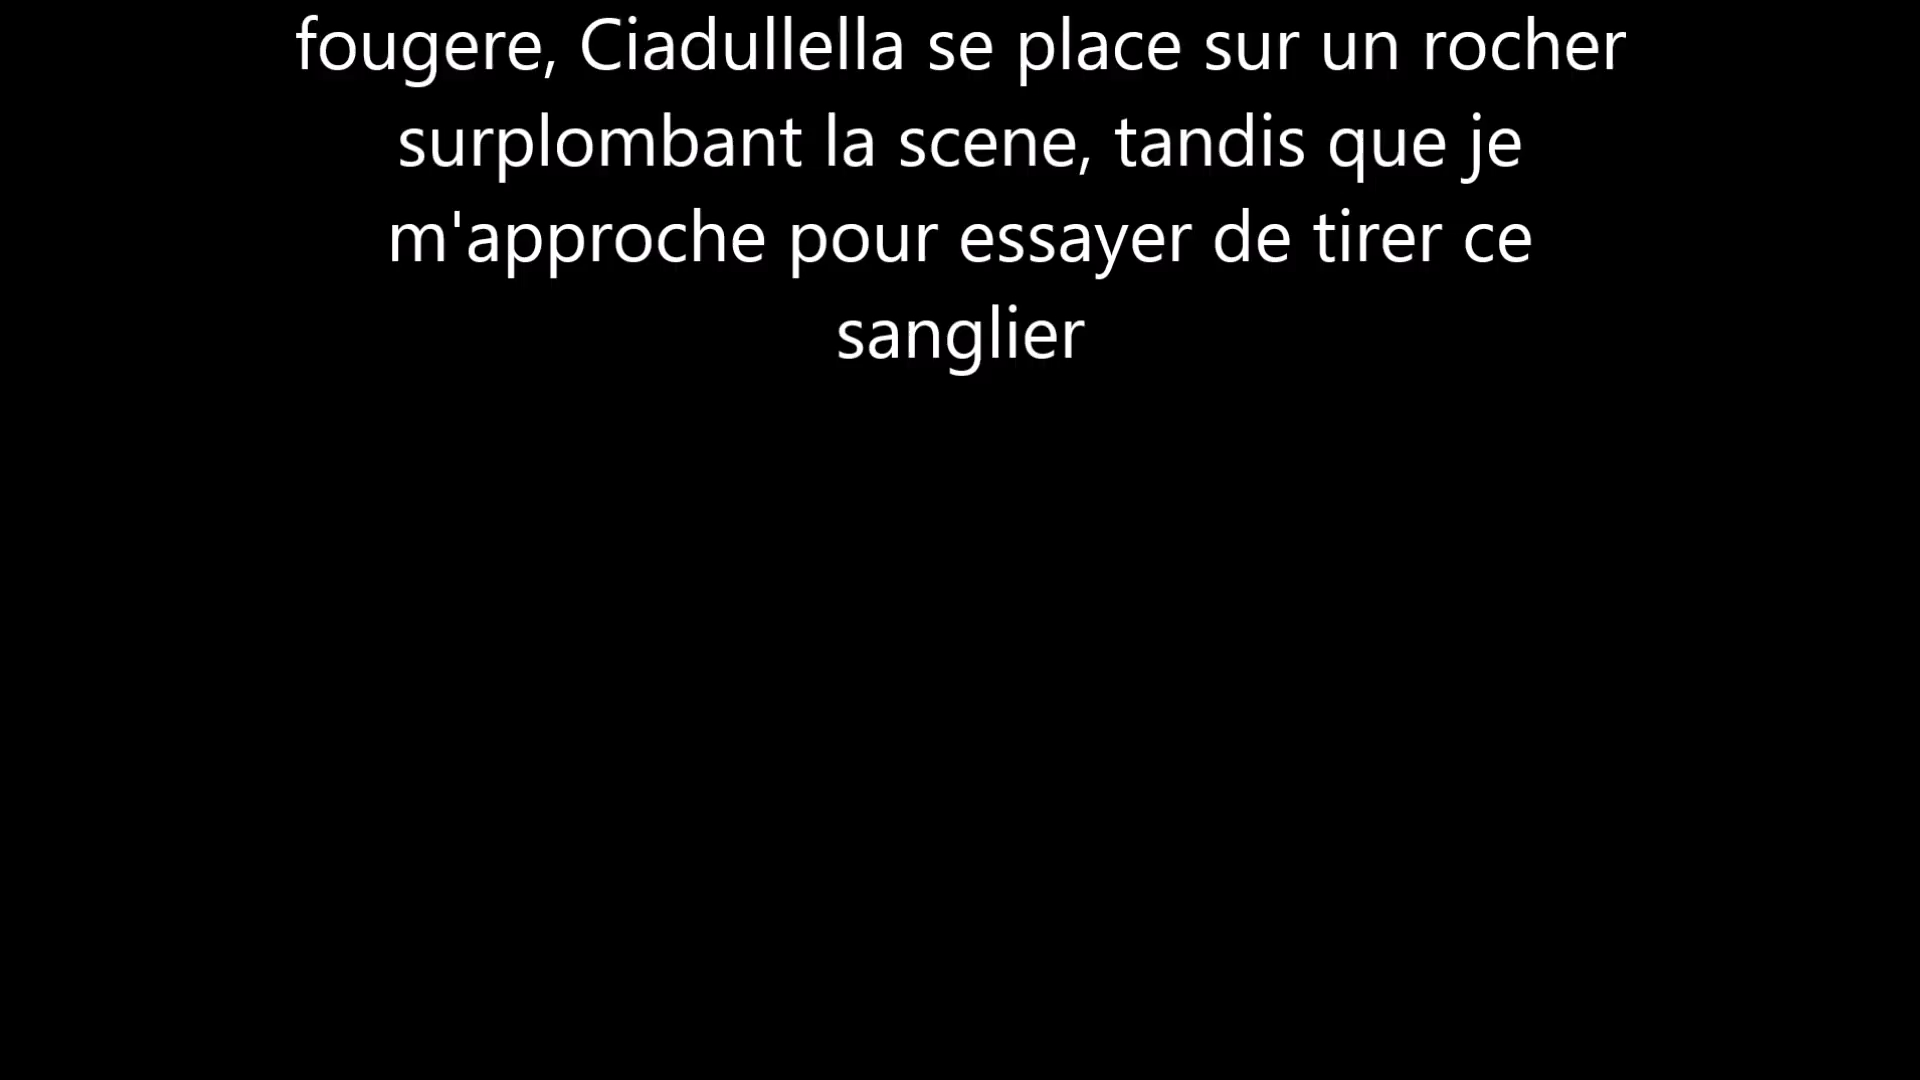 fougere, Ciadullella se place sur un rocher
surplombant la scene, tandis que je
m'approche pour essayer de tirer ce
sanglier